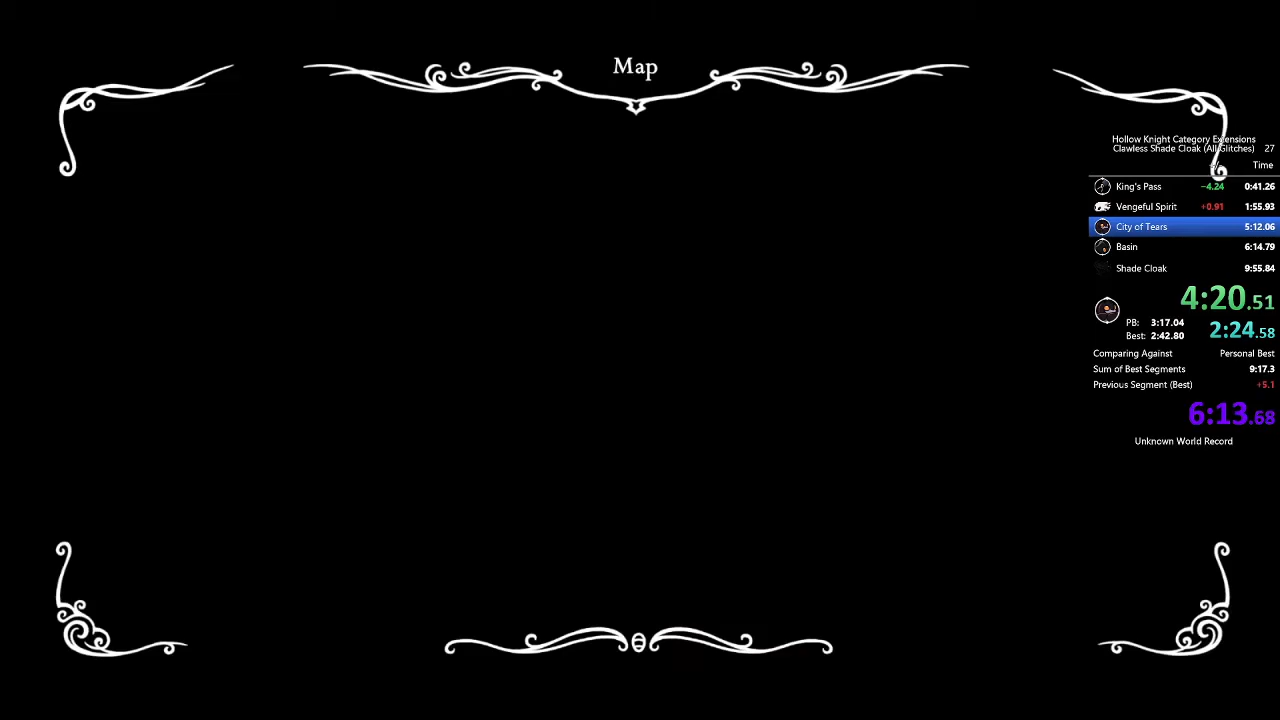 Map
Hollow Knight Category Extensions
Clawless Shade Cloak (All Glitches) 27
+/- Time
King's Pass −4.24 0:41.26
Vengeful Spirit +0.91 1:55.93
City of Tears 5:12.06
Basin 6:14.79
Shade Cloak 9:55.84
4:20.51
PB: 3:17.04
2:24.58
Best: 2:42.80
Comparing Against Personal Best
Sum of Best Segments 9:17.3
Previous Segment (Best) +5.1
6:13.68
Unknown World Record